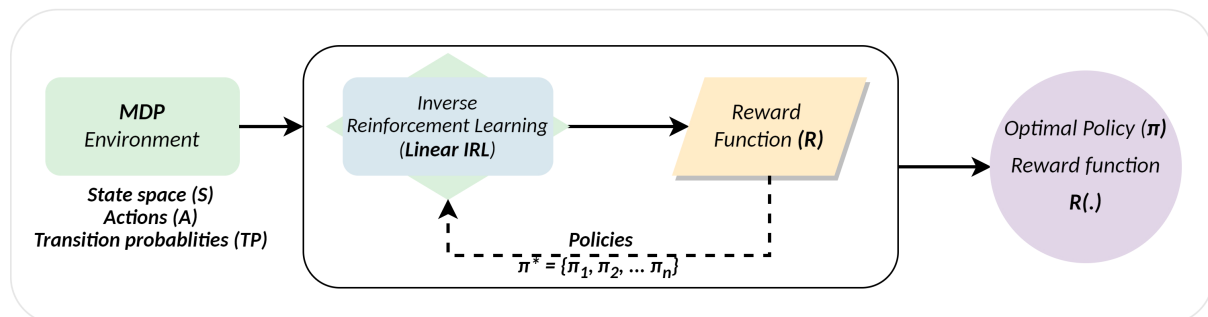 MDP
Environment
State space (S)
Actions (A)
Transition probablities (TP)
Inverse
Reinforcement Learning
(Linear IRL)
Reward
Function (R)
Policies
π* = {π1, π2, ... πn}
Optimal Policy (π)
Reward function
R(.)